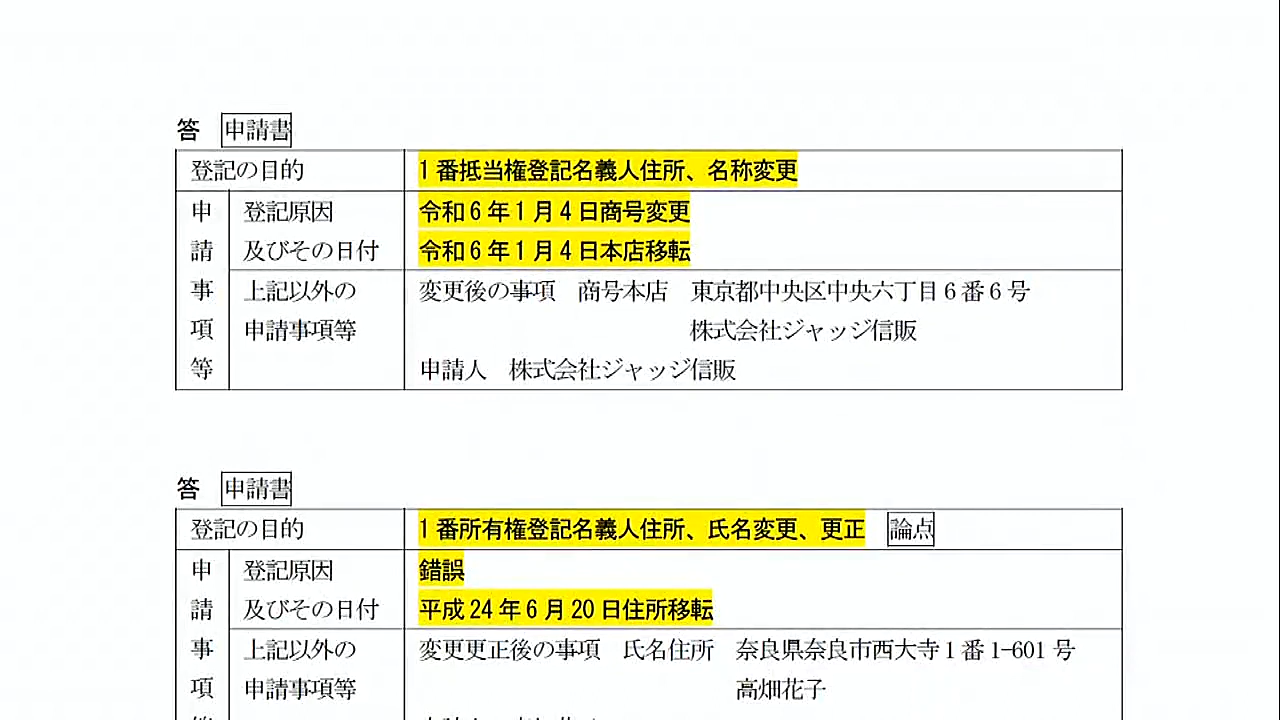 答 申請書
登記の目的 1番抵当権登記名義人住所、名称変更
申 登記原因 令和6年1月4日商号変更
請 及びその日付 令和6年1月4日本店移転
事 上記以外の 変更後の事項 商号本店 東京都中央区中央六丁目6番6号
項 申請事項等 株式会社ジャッジ信販
等 申請人 株式会社ジャッジ信販
答 申請書
登記の目的 1番所有権登記名義人住所、氏名変更、更正 論点
申 登記原因 錯誤
請 及びその日付 平成24年6月20日住所移転
事 上記以外の 変更更正後の事項 氏名住所 奈良県奈良市西大寺1番1-601号
項 申請事項等 高畑花子